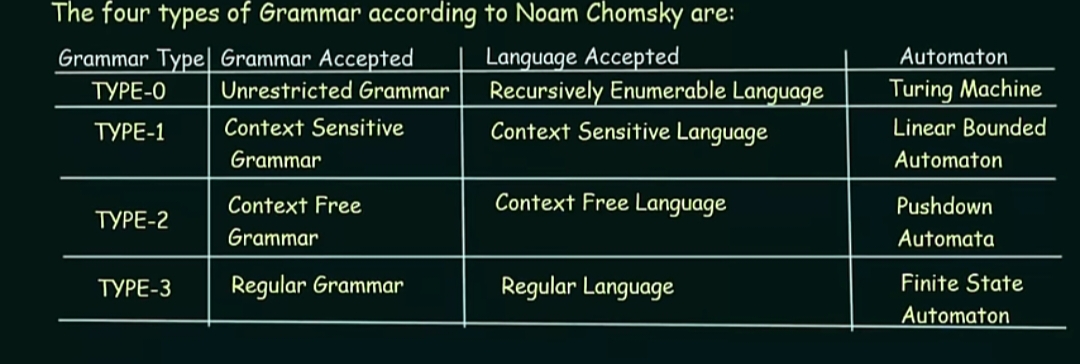 The four types of Grammar according to Noam Chomsky are:
Grammar Type Grammar Accepted Language Accepted Automaton
TYPE-0 Unrestricted Grammar Recursively Enumerable Language Turing Machine
TYPE-1 Context Sensitive Grammar Context Sensitive Language Linear Bounded Automaton
TYPE-2 Context Free Grammar Context Free Language Pushdown Automata
TYPE-3 Regular Grammar Regular Language Finite State Automaton